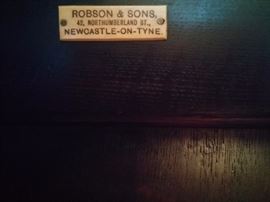 ROBSON & SONS,
42, NORTHUMBERLAND ST.,
NEWCASTLE-ON-TYNE.